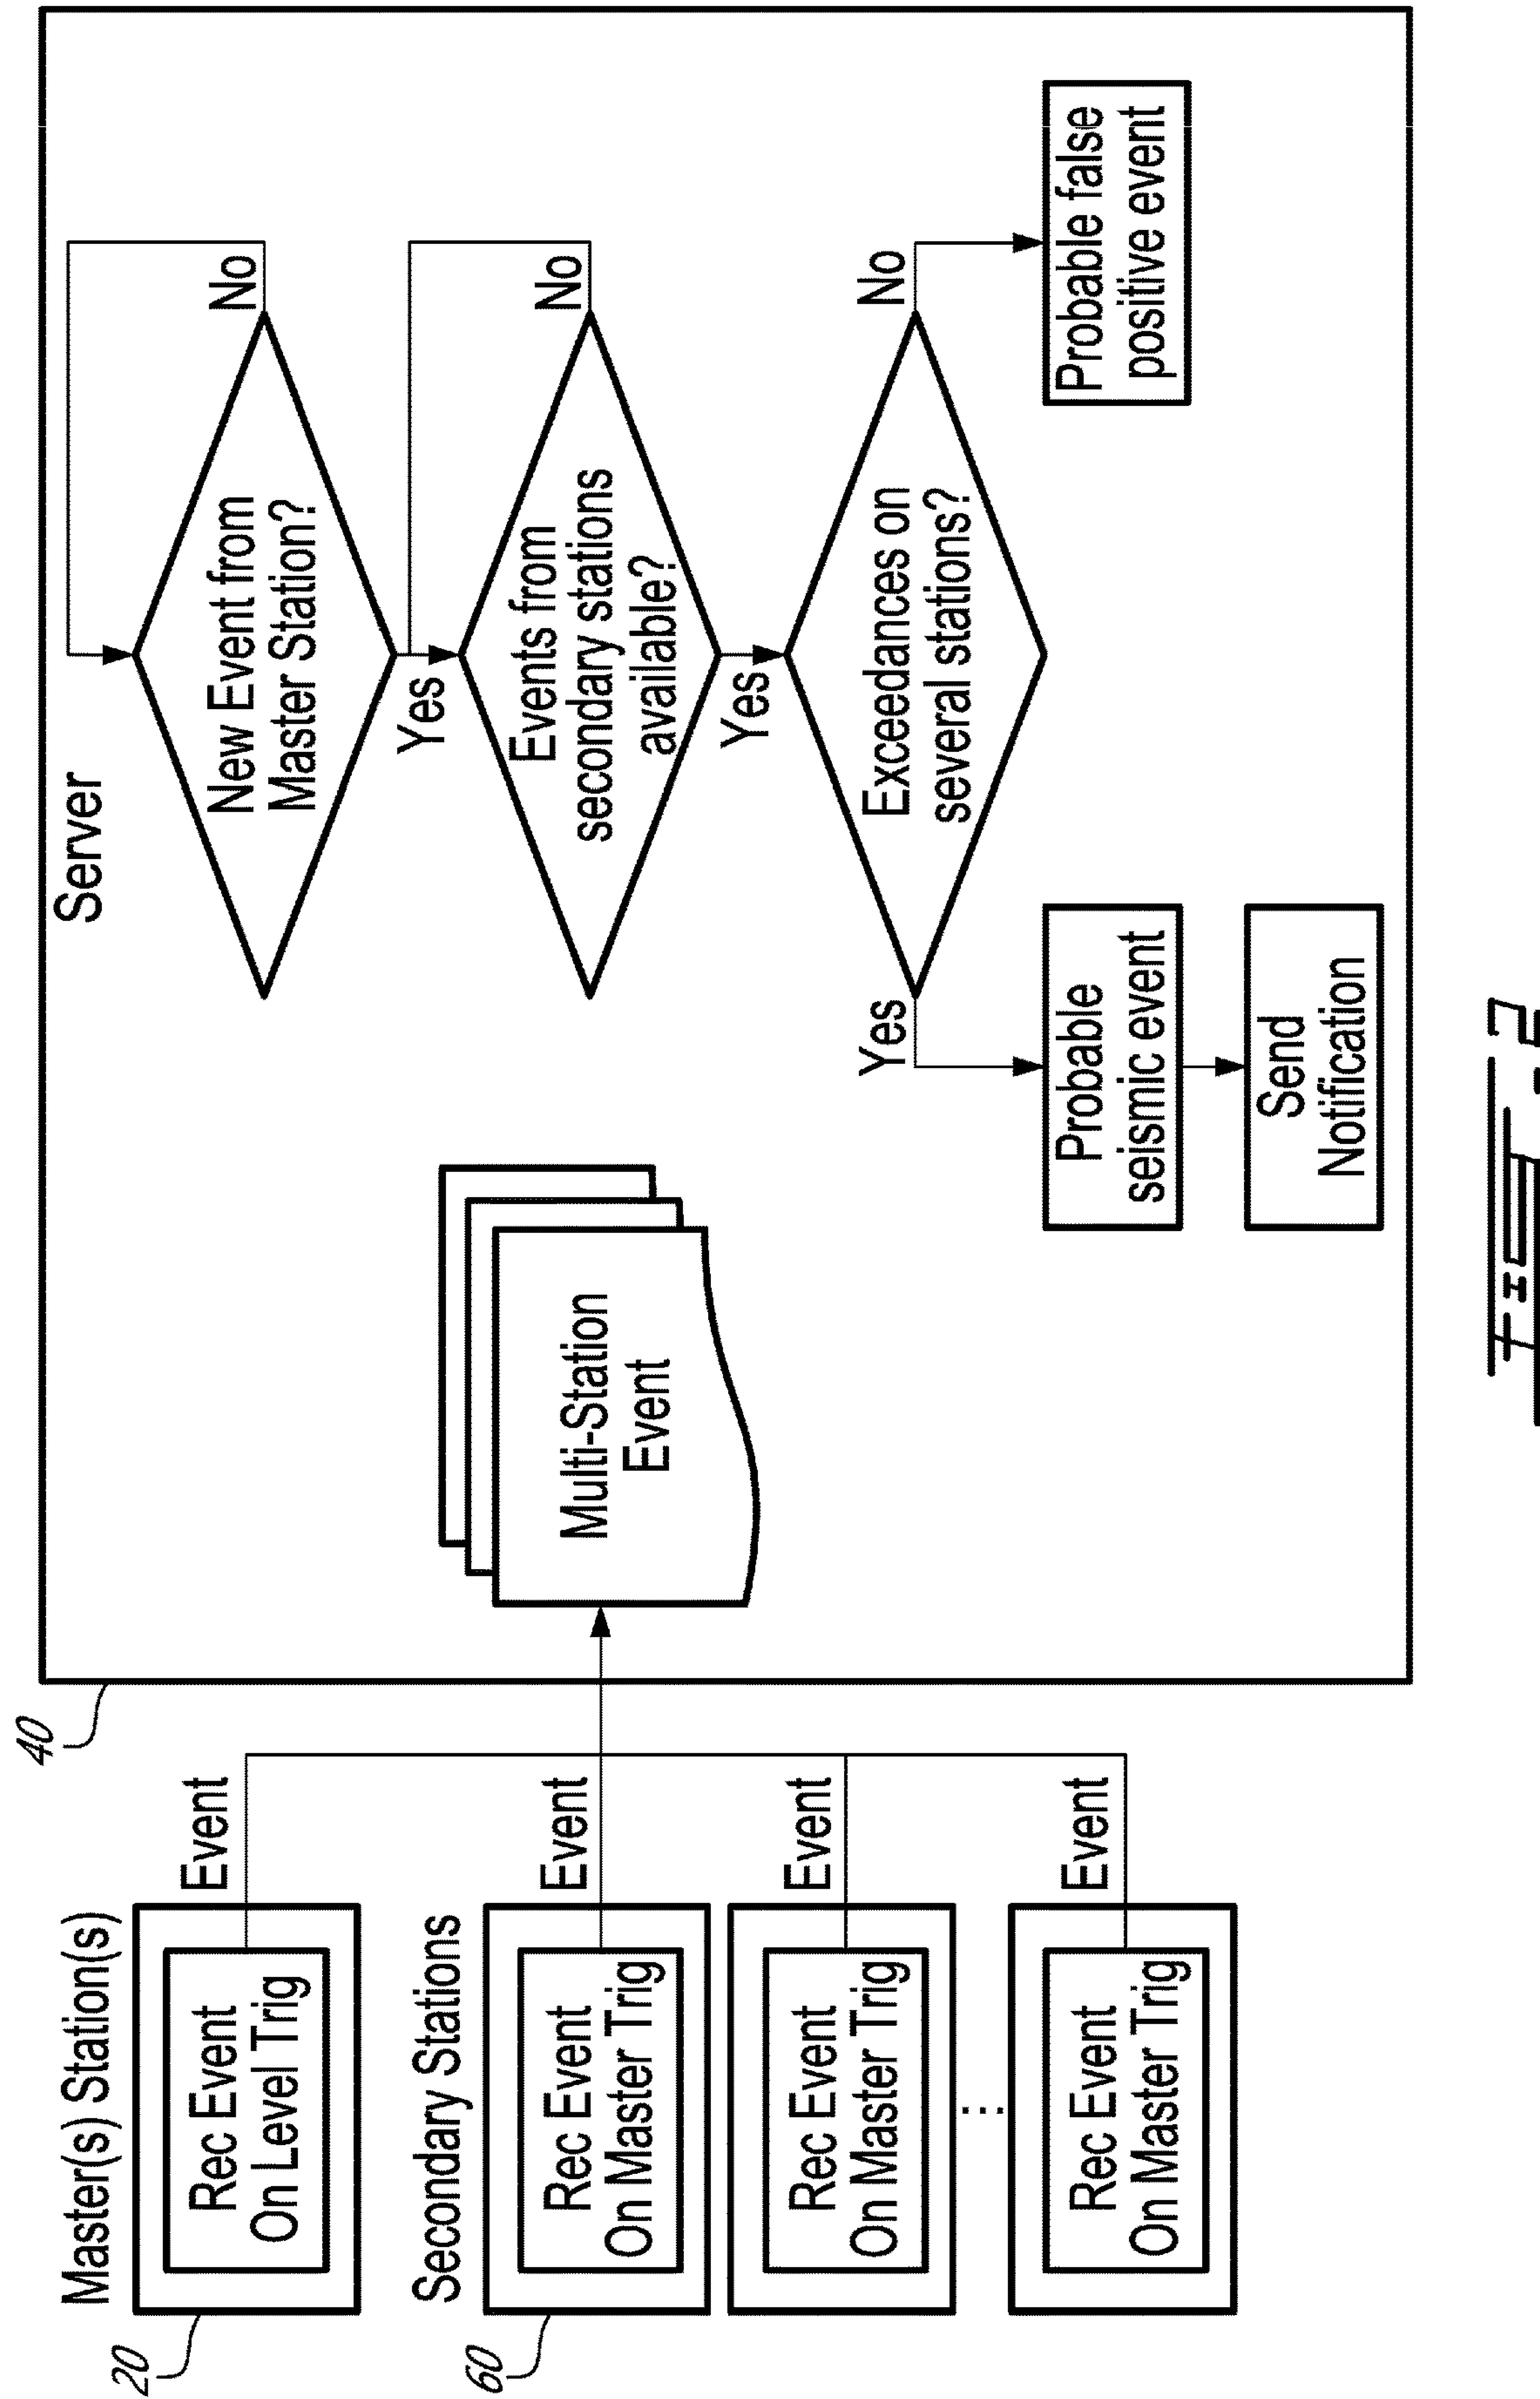 Master(s) Station(s)
20
Rec Event
On Level Trig
Event
Secondary Stations
60
Rec Event
On Master Trig
Event
Rec Event
On Master Trig
Event
...
Rec Event
On Master Trig
Event
40
Server
Multi-Station
Event
New Event from
Master Station?
No
Yes
Events from
secondary stations
available?
No
Yes
Exceedances on
several stations?
Yes
No
Probable
seismic event
Send
Notification
Probable false
positive event
FIG. 2